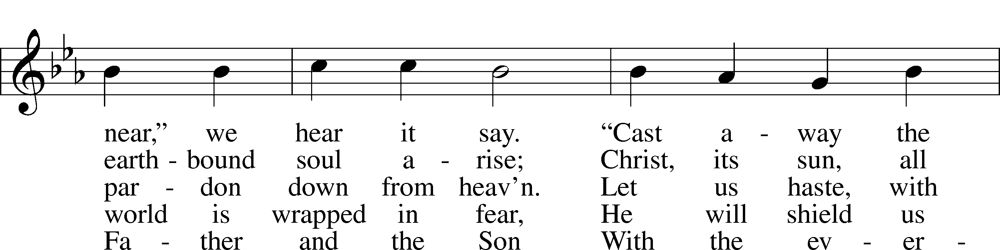 near,” we hear it say. “Cast a - way the
earth - bound soul a - rise; Christ, its sun, all
par - don down from heav’n. Let us haste, with
world is wrapped in fear, He will shield us
Fa - ther and the Son With the ev - er -